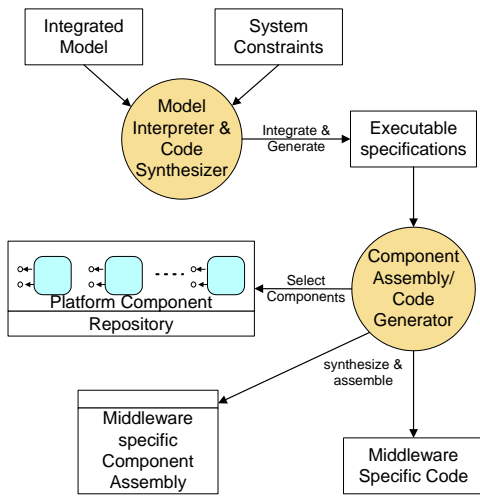 Integrated
Model
System
Constraints
Model
Interpreter &
Code
Synthesizer
Integrate &
Generate
Executable
specifications
Component
Assembly/
Code
Generator
Select
Components
Platform Component
Repository
synthesize &
assemble
Middleware
specific
Component
Assembly
Middleware
Specific Code